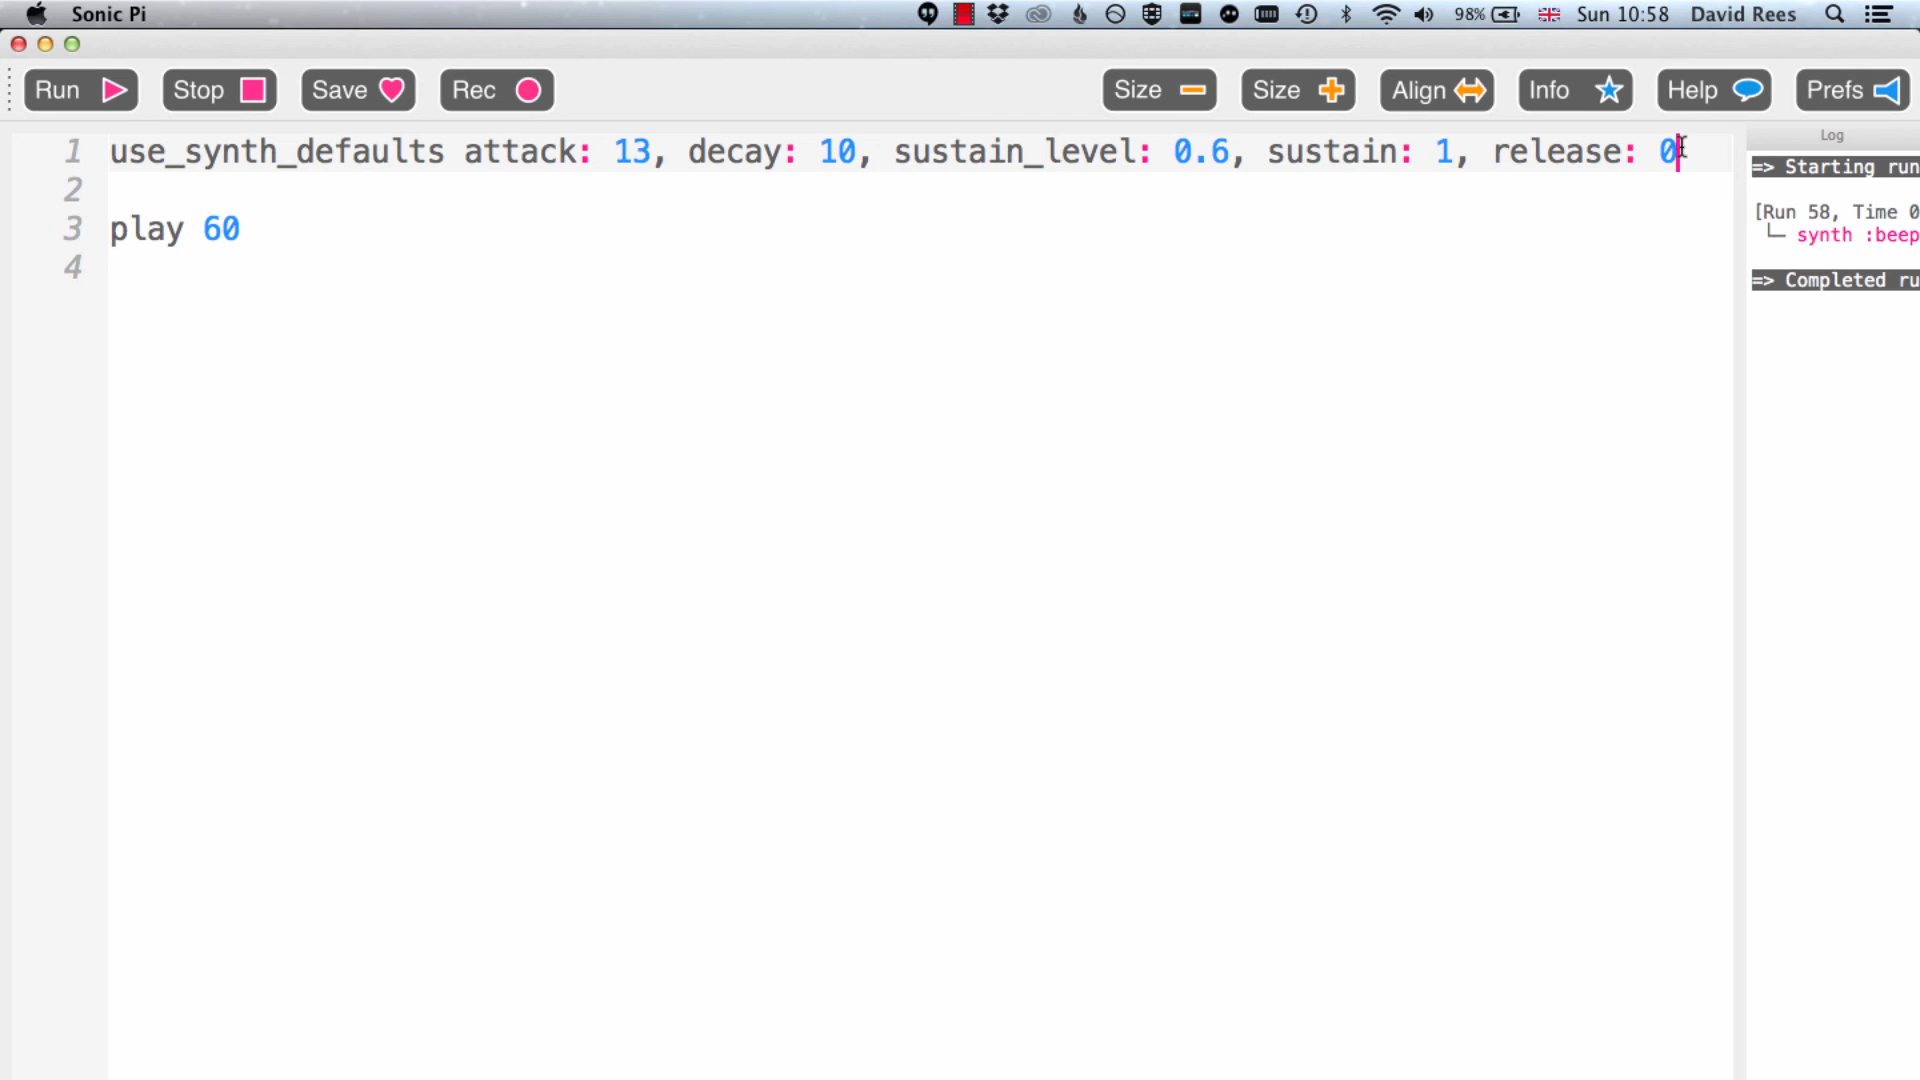 Sonic Pi
98%
Sun 10:58
David Rees
Run
Stop
Save
Rec
Size
Size
Align
Info
Help
Prefs
1 use_synth_defaults attack: 13, decay: 10, sustain_level: 0.6, sustain: 1, release: 0
2
3 play 60
4
Log
=> Starting run
[Run 58, Time 0
synth :beep
=> Completed ru